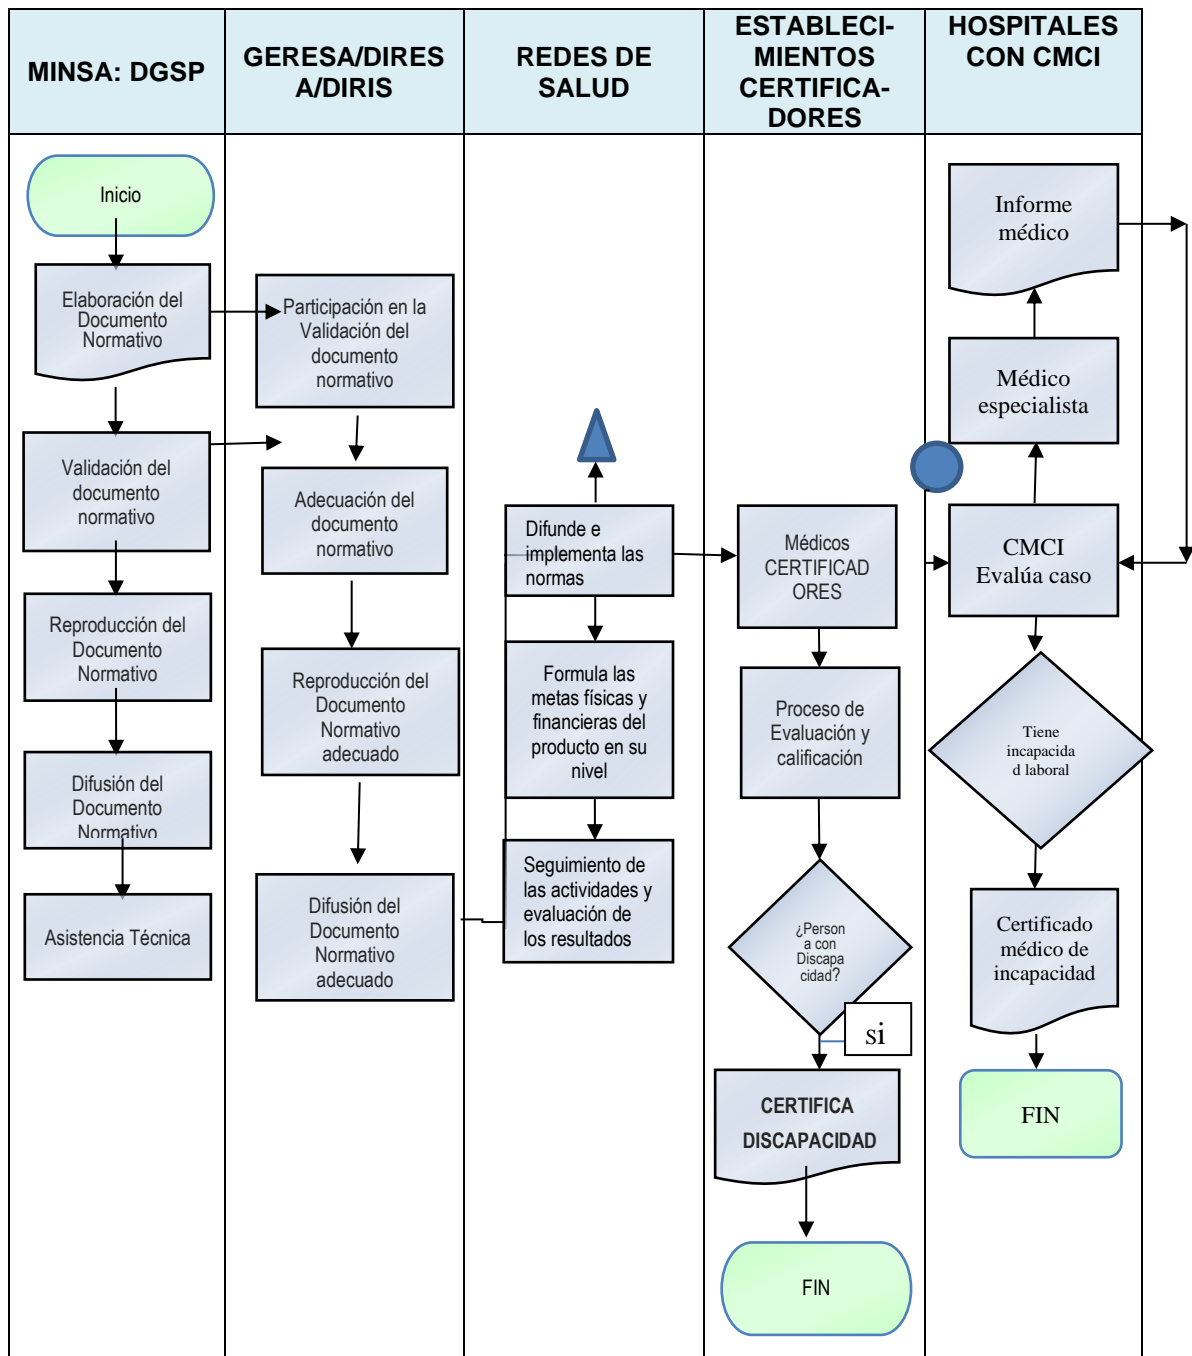 MINSA: DGSP
GERESA/DIRES
A/DIRIS
REDES DE
SALUD
ESTABLECI-
MIENTOS
CERTIFICA-
DORES
HOSPITALES
CON CMCI
Inicio
Elaboración del
Documento
Normativo
Validación del
documento
normativo
Reproducción del
Documento
Normativo
Difusión del
Documento
Normativo
Asistencia Técnica
Participación en la
Validación del
documento
normativo
Adecuación del
documento
normativo
Reproducción del
Documento
Normativo
adecuado
Difusión del
Documento
Normativo
adecuado
Difunde e
implementa las
normas
Formula las
metas físicas y
financieras del
producto en su
nivel
Seguimiento de
las actividades y
evaluación de
los resultados
Médicos
CERTIFICAD
ORES
Proceso de
Evaluación y
calificación
¿Person
a con
Discapa
cidad?
si
CERTIFICA
DISCAPACIDAD
FIN
Informe
médico
Médico
especialista
CMCI
Evalúa caso
Tiene
incapacida
d laboral
Certificado
médico de
incapacidad
FIN